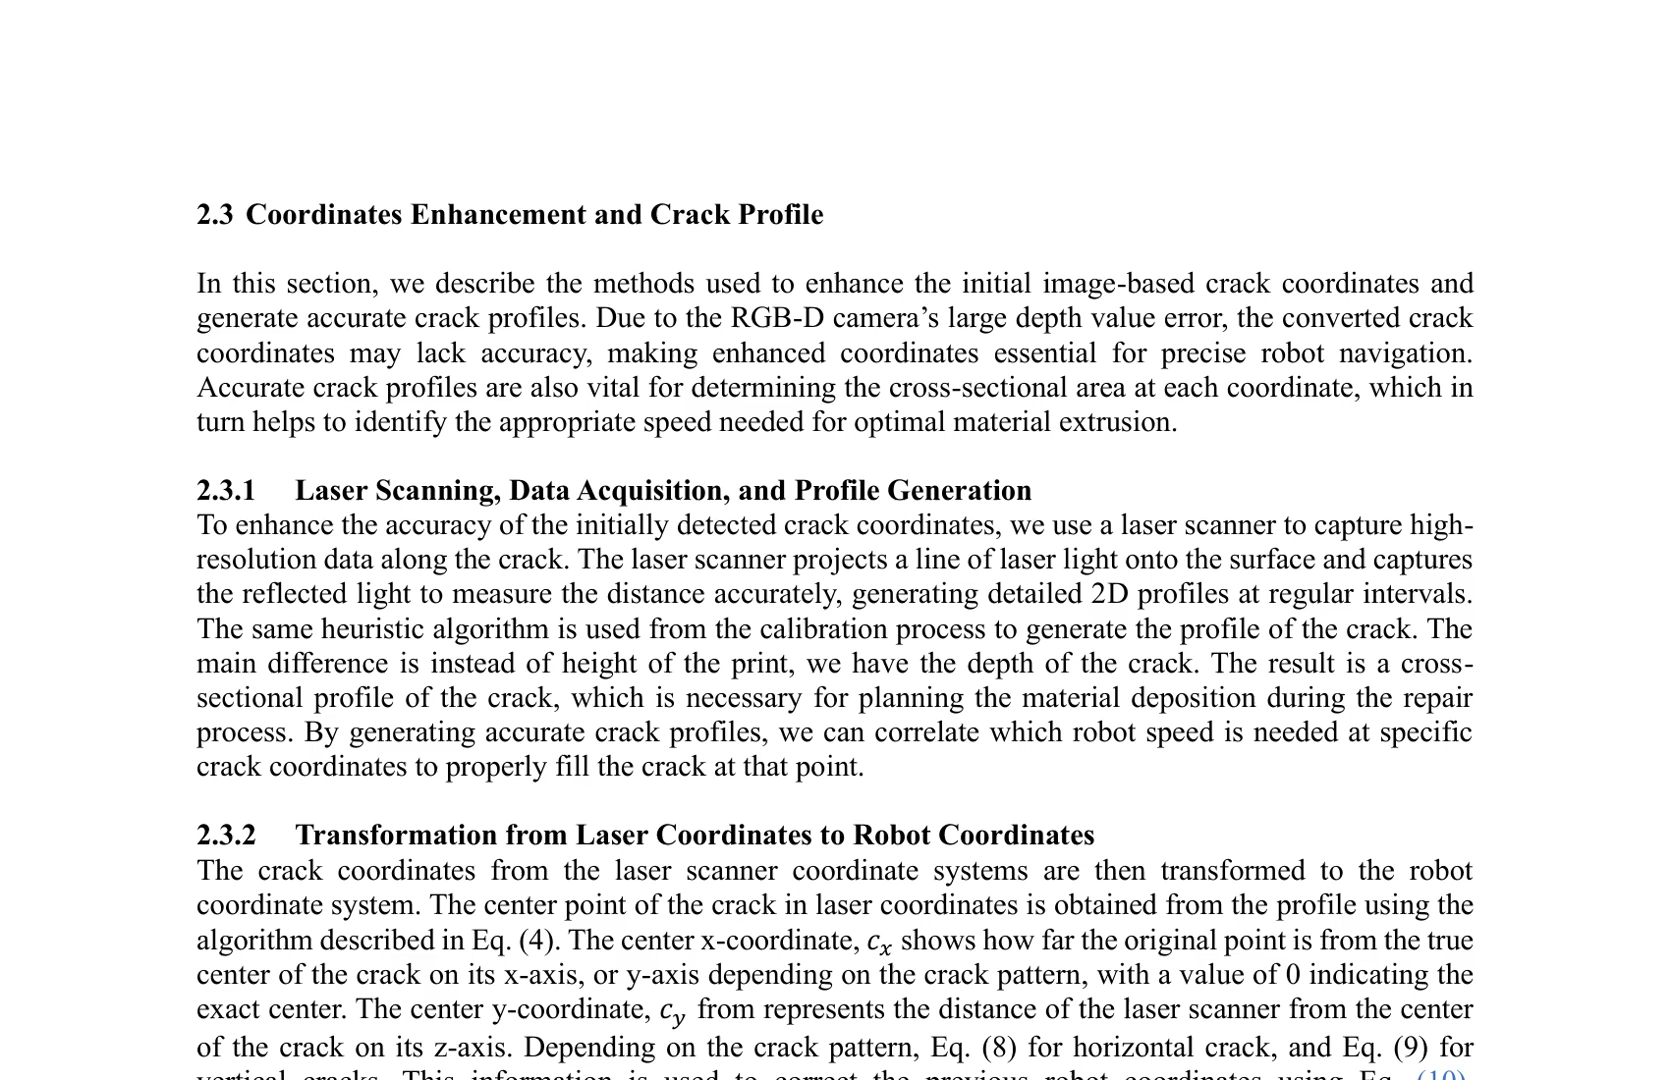 2.3 Coordinates Enhancement and Crack Profile
In this section, we describe the methods used to enhance the initial image-based crack coordinates and
generate accurate crack profiles. Due to the RGB-D camera’s large depth value error, the converted crack
coordinates may lack accuracy, making enhanced coordinates essential for precise robot navigation.
Accurate crack profiles are also vital for determining the cross-sectional area at each coordinate, which in
turn helps to identify the appropriate speed needed for optimal material extrusion.
2.3.1 Laser Scanning, Data Acquisition, and Profile Generation
To enhance the accuracy of the initially detected crack coordinates, we use a laser scanner to capture high-
resolution data along the crack. The laser scanner projects a line of laser light onto the surface and captures
the reflected light to measure the distance accurately, generating detailed 2D profiles at regular intervals.
The same heuristic algorithm is used from the calibration process to generate the profile of the crack. The
main difference is instead of height of the print, we have the depth of the crack. The result is a cross-
sectional profile of the crack, which is necessary for planning the material deposition during the repair
process. By generating accurate crack profiles, we can correlate which robot speed is needed at specific
crack coordinates to properly fill the crack at that point.
2.3.2 Transformation from Laser Coordinates to Robot Coordinates
The crack coordinates from the laser scanner coordinate systems are then transformed to the robot
coordinate system. The center point of the crack in laser coordinates is obtained from the profile using the
algorithm described in Eq. (4). The center x-coordinate, cₓ shows how far the original point is from the true
center of the crack on its x-axis, or y-axis depending on the crack pattern, with a value of 0 indicating the
exact center. The center y-coordinate, c_y from represents the distance of the laser scanner from the center
of the crack on its z-axis. Depending on the crack pattern, Eq. (8) for horizontal crack, and Eq. (9) for
vertical cracks. This information is used to correct the previous robot coordinates using Eq. (10).